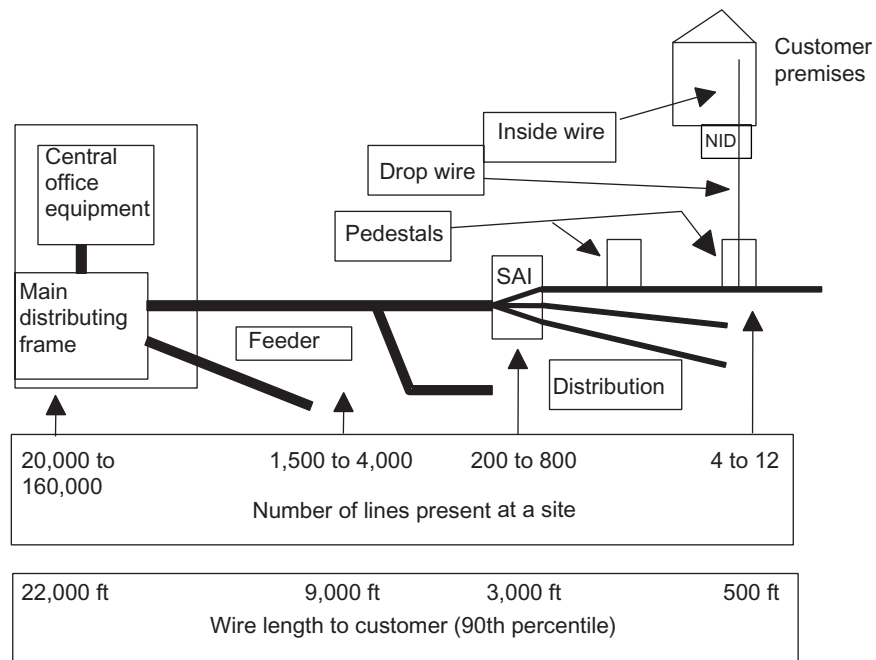 Customer
premises
Inside wire
NID
Drop wire
Central
office
equipment
Pedestals
SAI
Main
distributing
frame
Feeder
Distribution
20,000 to
160,000
1,500 to 4,000
200 to 800
4 to 12
Number of lines present at a site
22,000 ft
9,000 ft
3,000 ft
500 ft
Wire length to customer (90th percentile)